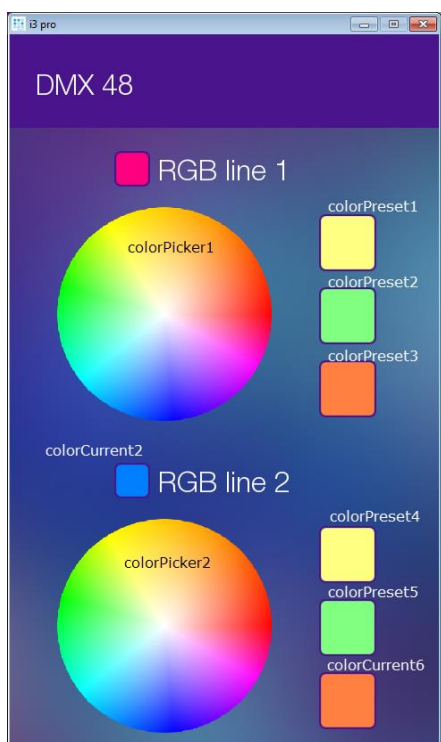 i3 pro
DMX 48
RGB line 1
colorPreset1
colorPicker1
colorPreset2
colorPreset3
colorCurrent2
RGB line 2
colorPreset4
colorPicker2
colorPreset5
colorCurrent6